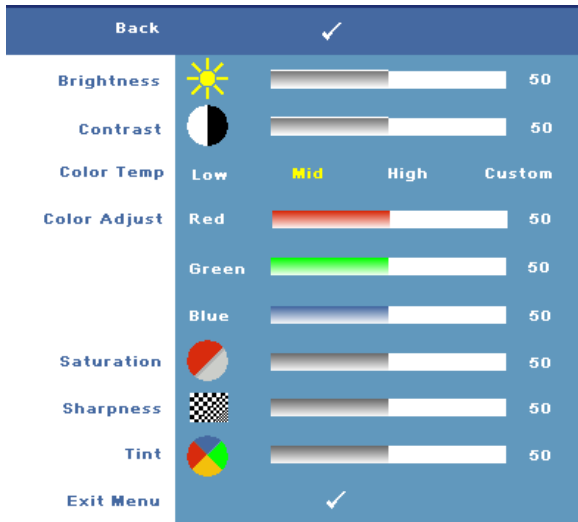 Back
Brightness 50
Contrast 50
Color Temp Low Mid High Custom
Color Adjust Red 50
Green 50
Blue 50
Saturation 50
Sharpness 50
Tint 50
Exit Menu